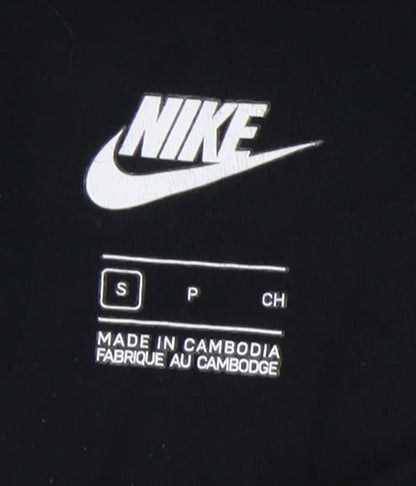 NIKE
S P CH
MADE IN CAMBODIA
FABRIQUE AU CAMBODGE